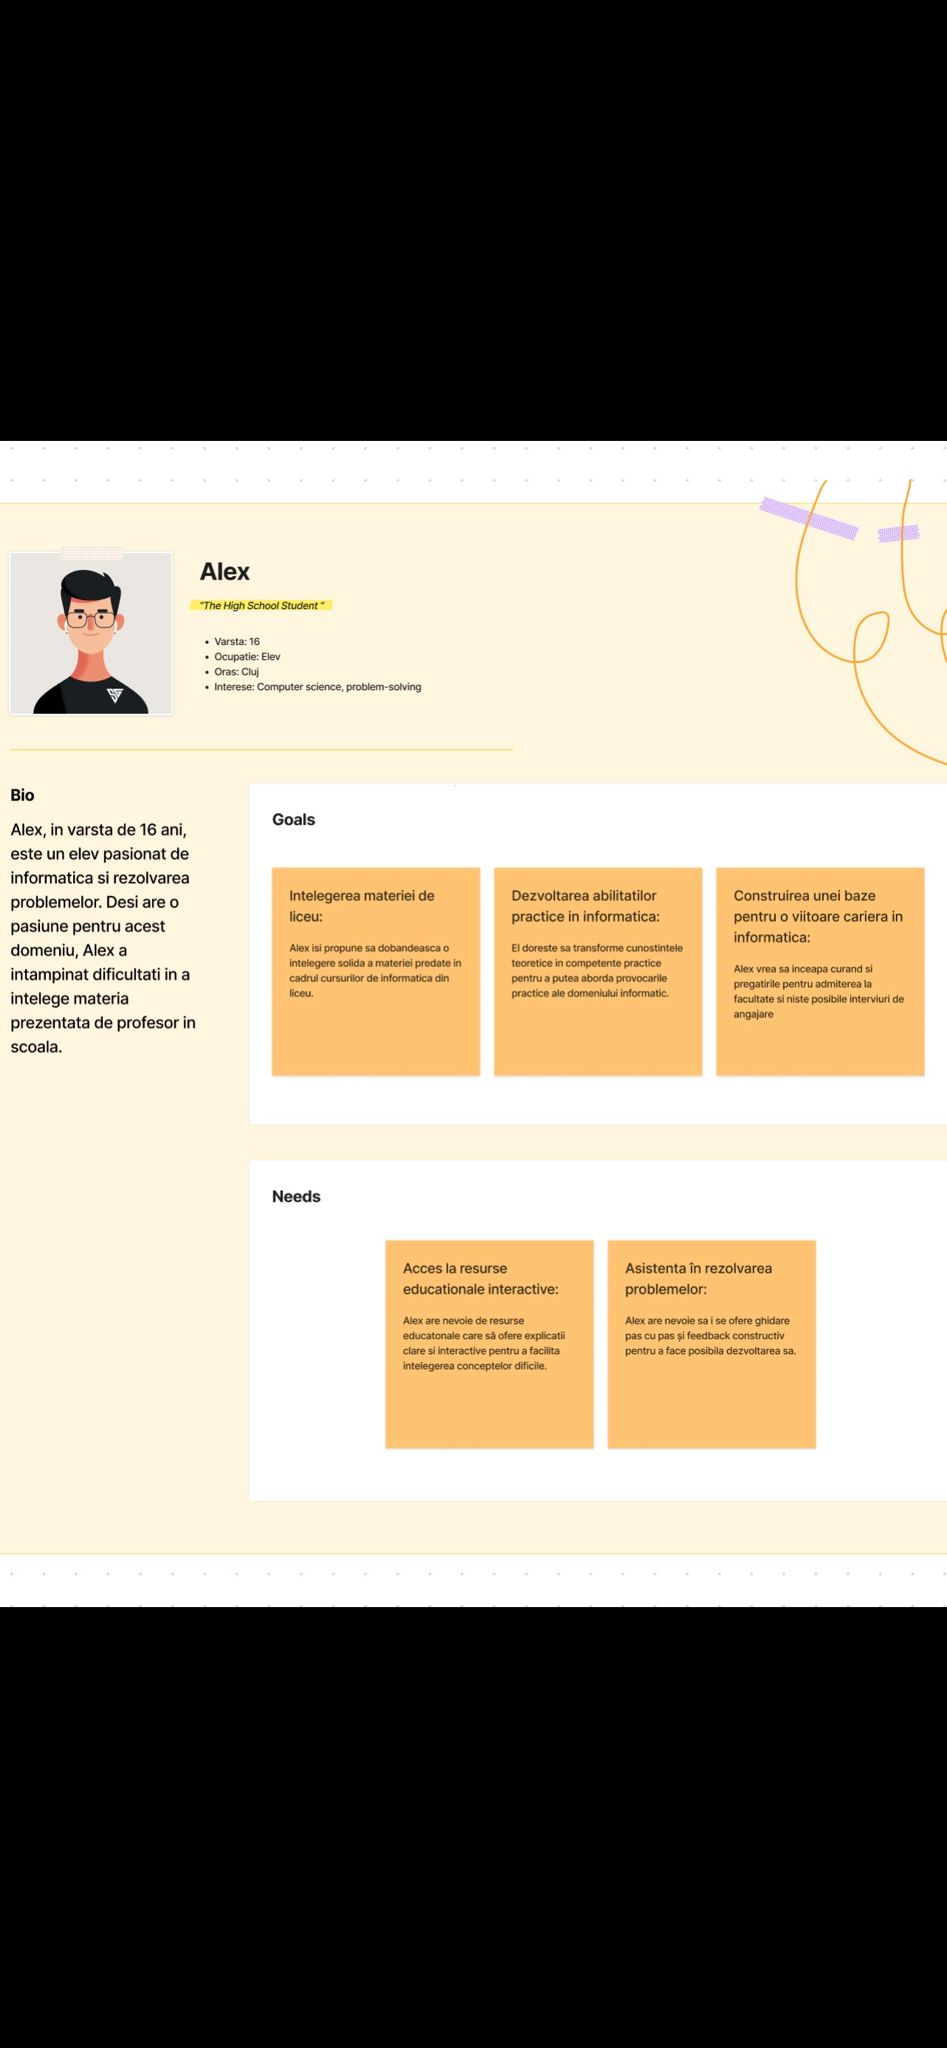 Alex
"The High School Student "
• Varsta: 16
• Ocupatie: Elev
• Oras: Cluj
• Interese: Computer science, problem-solving
Bio
Alex, in varsta de 16 ani,
este un elev pasionat de
informatica si rezolvarea
problemelor. Desi are o
pasiune pentru acest
domeniu, Alex a
intampinat dificultati in a
intelege materia
prezentata de profesor in
scoala.
Goals
Intelegerea materiei de
liceu:
Alex isi propune sa dobandeasca o
intelegere solida a materiei predate in
cadrul cursurilor de informatica din
liceu.
Dezvoltarea abilitatilor
practice in informatica:
El doreste sa transforme cunostintele
teoretice in competente practice
pentru a putea aborda provocarile
practice ale domeniului informatic.
Construirea unei baze
pentru o viitoare cariera in
informatica:
Alex vrea sa inceapa curand si
pregatirile pentru admiterea la
facultate si niste posibile interviuri de
angajare
Needs
Acces la resurse
educationale interactive:
Alex are nevoie de resurse
educatonale care să ofere explicatii
clare si interactive pentru a facilita
intelegerea conceptelor dificile.
Asistenta în rezolvarea
problemelor:
Alex are nevoie sa i se ofere ghidare
pas cu pas și feedback constructiv
pentru a face posibila dezvoltarea sa.